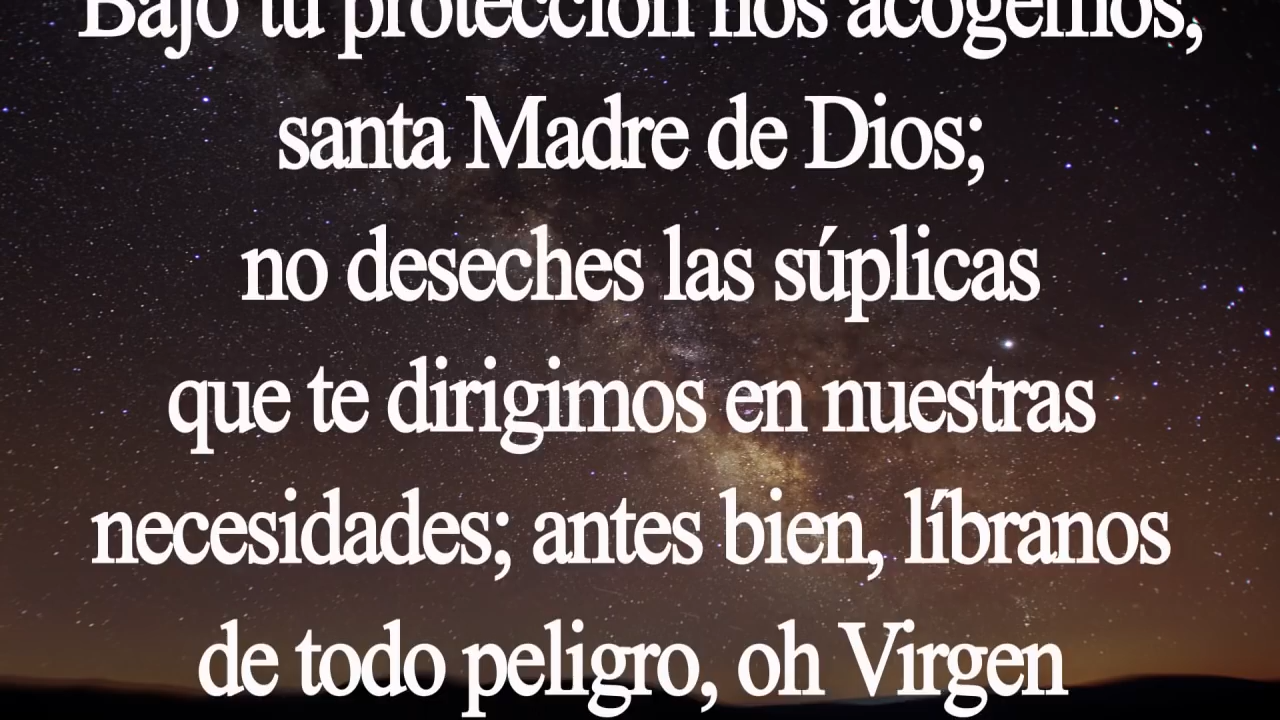 Bajo tu protección nos acogemos,
santa Madre de Dios;
no deseches las súplicas
que te dirigimos en nuestras
necesidades; antes bien, líbranos
de todo peligro, oh Virgen